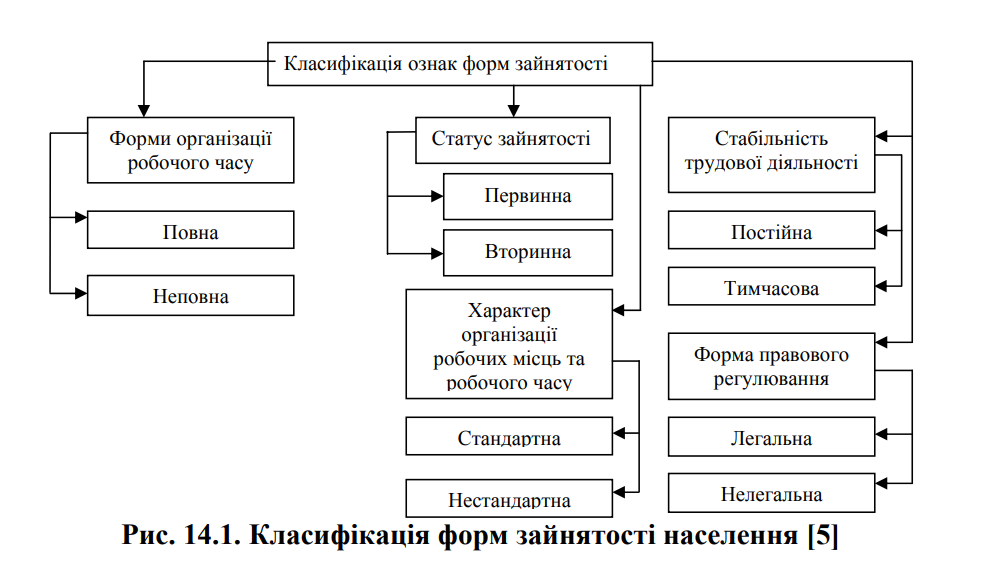 Класифікація ознак форм зайнятості
Форми організації
робочого часу
Повна
Неповна
Статус зайнятості
Первинна
Вторинна
Характер
організації
робочих місць та
робочого часу
Стандартна
Нестандартна
Стабільність
трудової діяльності
Постійна
Тимчасова
Форма правового
регулювання
Легальна
Нелегальна
Рис. 14.1. Класифікація форм зайнятості населення [5]